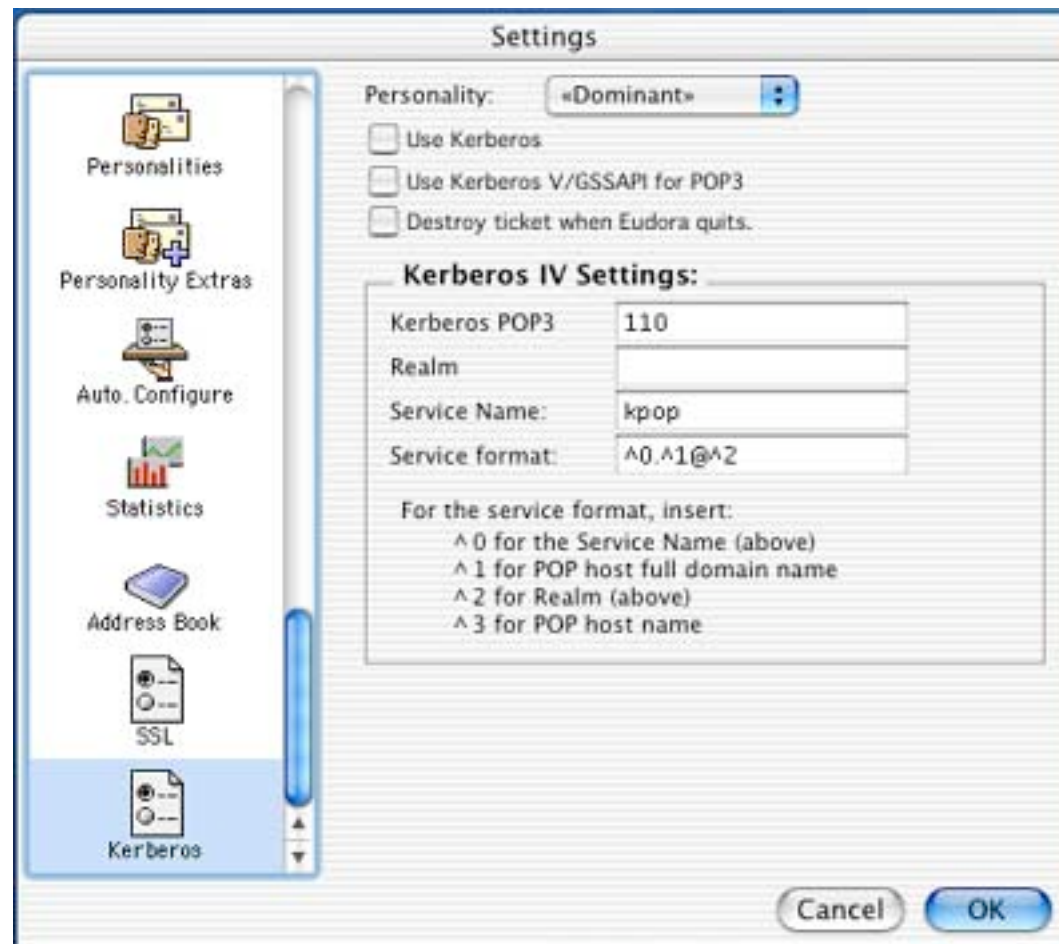 Settings
Personalities
Personality Extras
Auto. Configure
Statistics
Address Book
SSL
Kerberos
Personality: «Dominant»
Use Kerberos
Use Kerberos V/GSSAPI for POP3
Destroy ticket when Eudora quits.
Kerberos IV Settings:
Kerberos POP3 110
Realm
Service Name: kpop
Service format: ^0.^1@^2
For the service format, insert:
^0 for the Service Name (above)
^1 for POP host full domain name
^2 for Realm (above)
^3 for POP host name
Cancel OK